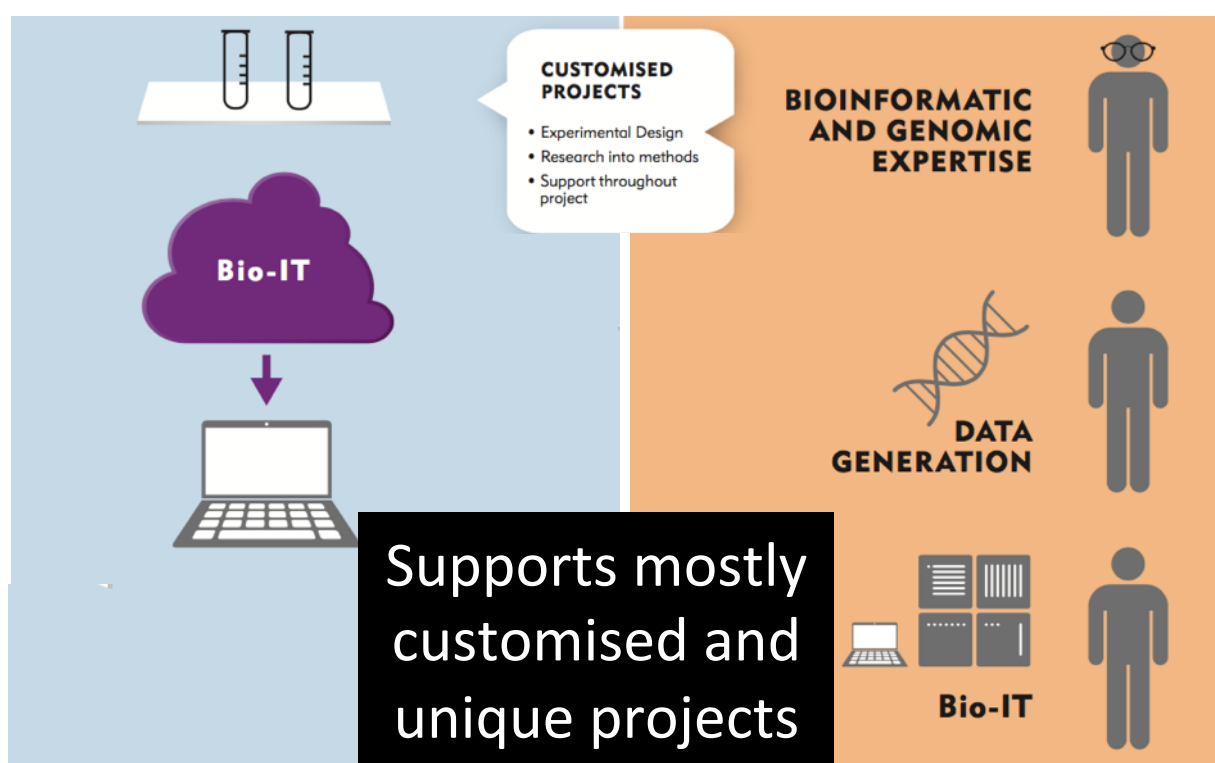 CUSTOMISED
PROJECTS
• Experimental Design
• Research into methods
• Support throughout
project
BIOINFORMATIC
AND GENOMIC
EXPERTISE
Bio-IT
DATA
GENERATION
Supports mostly
customised and
unique projects
Bio-IT